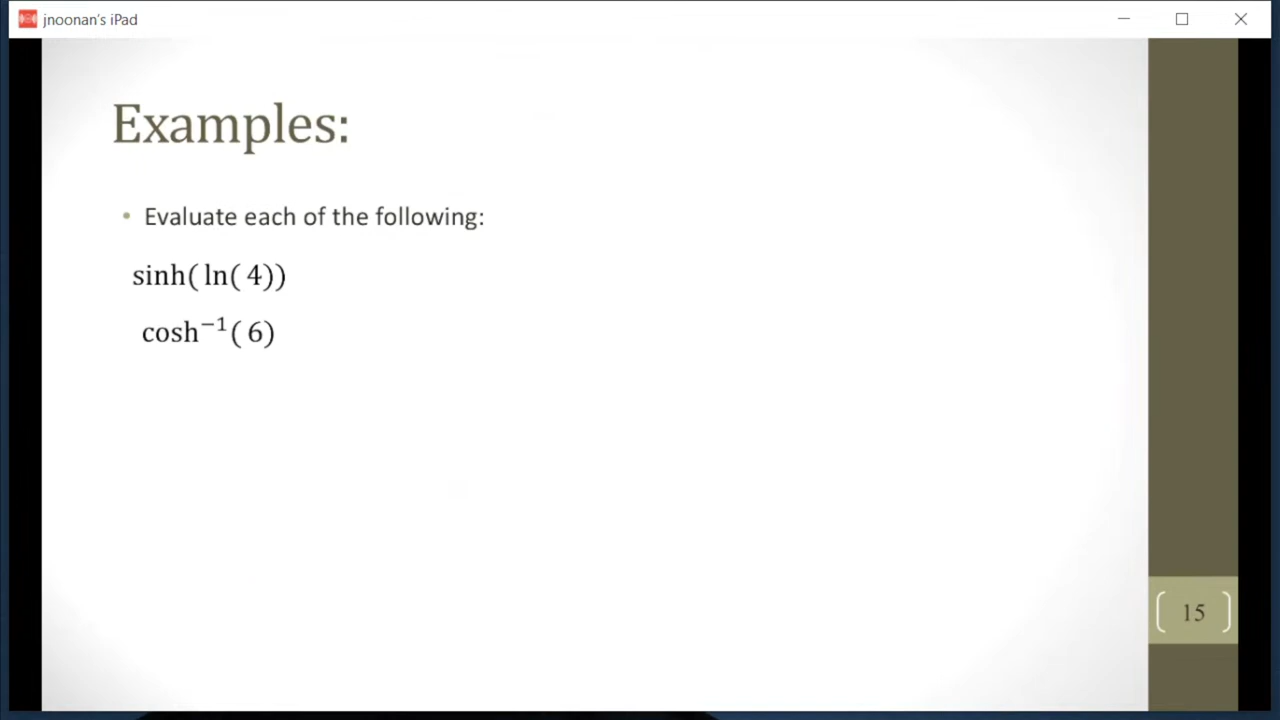 jnoonan's iPad
Examples:
• Evaluate each of the following:
sinh( ln( 4))
cosh⁻¹( 6)
15